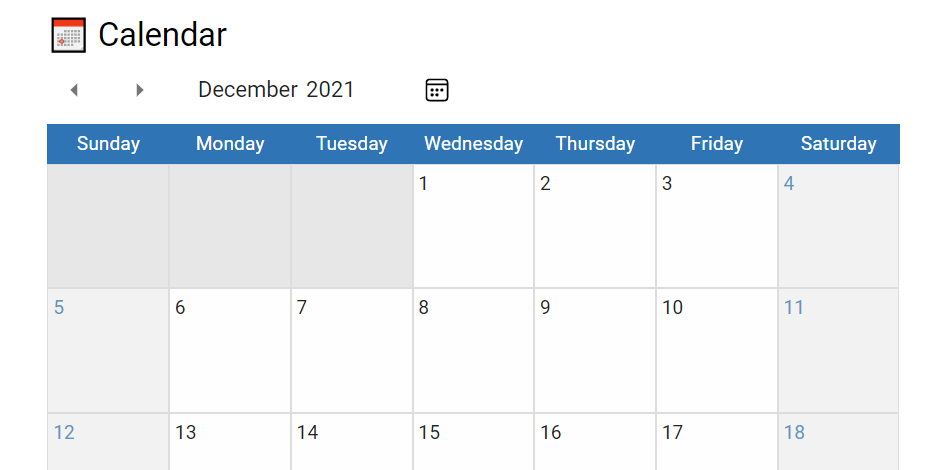 Calendar
December 2021
Sunday Monday Tuesday Wednesday Thursday Friday Saturday
1 2 3 4
5 6 7 8 9 10 11
12 13 14 15 16 17 18